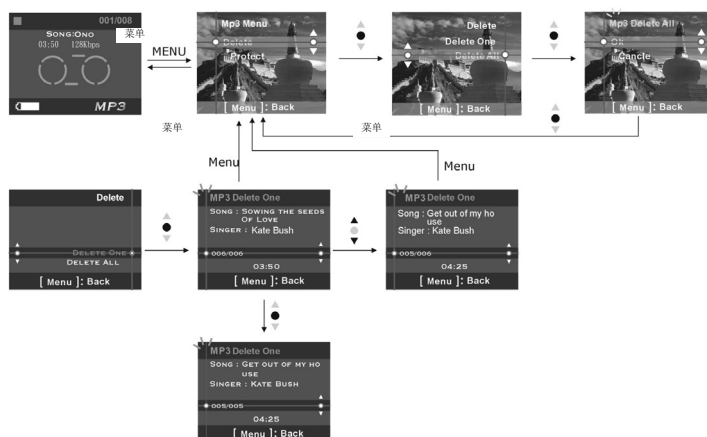 001/008
SONG:ONO
03:50 128Kbps
MP3
菜单
MENU
Mp3 Menu
Delete
Protect
[ Menu ]: Back
Delete
Delete One
Delete All
[ Menu ]: Back
Mp3 Delete All
Ok
Cancle
[ Menu ]: Back
菜单
菜单
Menu
Menu
Delete
DELETE ONE
DELETE ALL
[ Menu ]: Back
MP3 Delete One
SONG : SOWING THE SEEDS
OF LOVE
SINGER : Kate Bush
006/006
03:50
[ Menu ]: Back
MP3 Delete One
Song : Get out of my ho
use
Singer : Kate Bush
005/006
04:25
[ Menu ]: Back
MP3 Delete One
SONG : GET OUT OF MY HO
USE
SINGER : KATE BUSH
005/005
04:25
[ Menu ]: Back